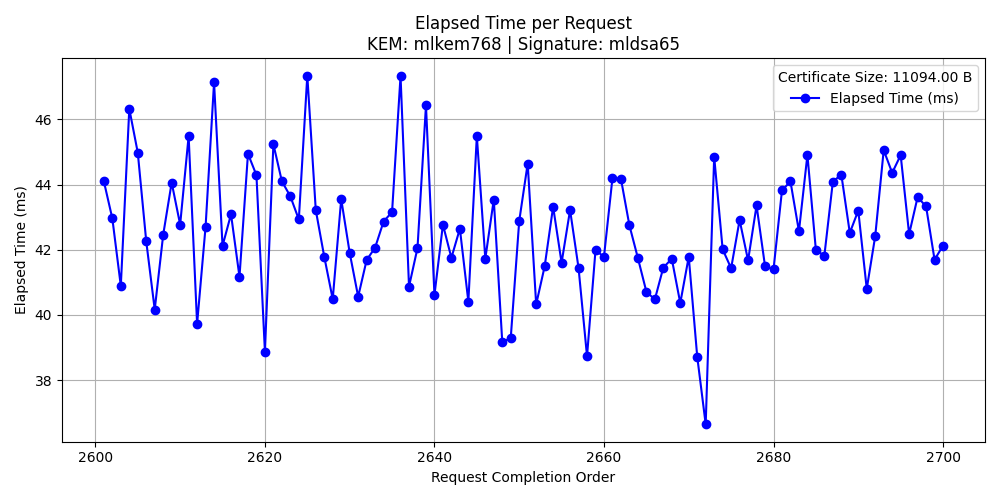 Elapsed Time per Request
KEM: mlkem768 | Signature: mldsa65
Certificate Size: 11094.00 B
Elapsed Time (ms)
Elapsed Time (ms)
46
44
42
40
38
2600 2620 2640 2660 2680 2700
Request Completion Order